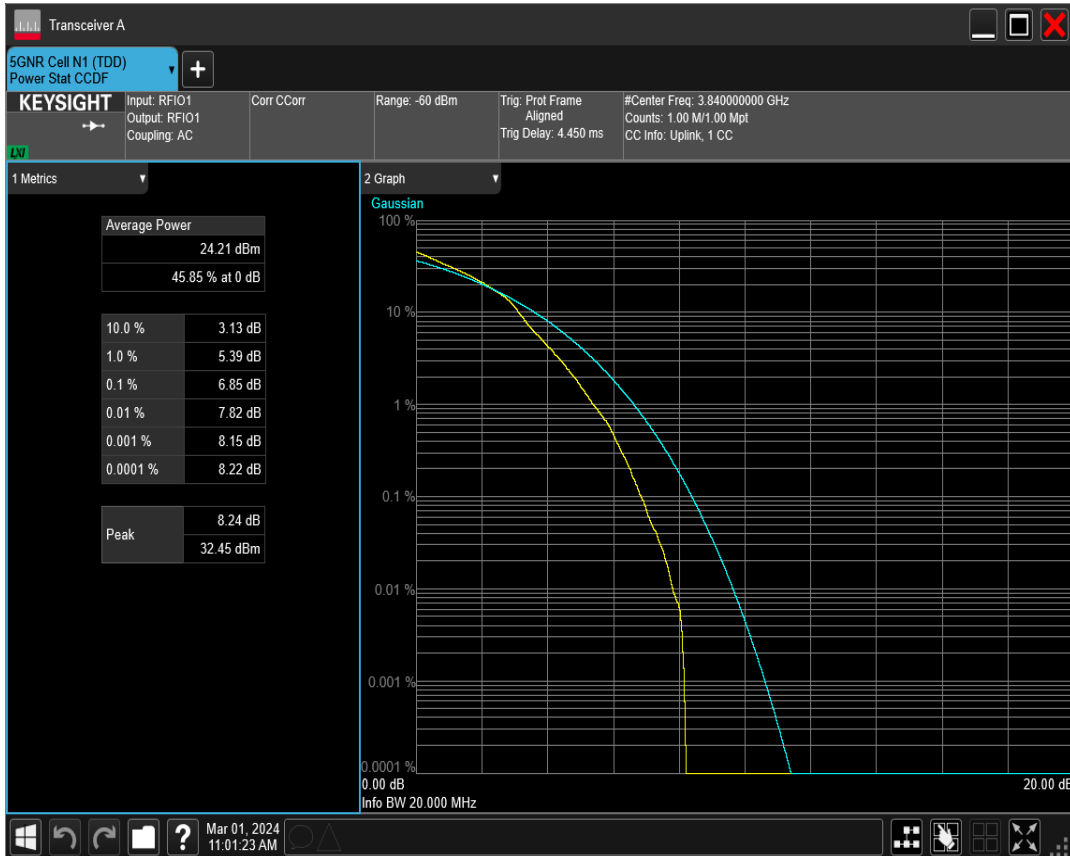 Transceiver A
5GNR Cell N1 (TDD)
Power Stat CCDF
KEYSIGHT
LXI
Input: RFIO1
Output: RFIO1
Coupling: AC
Corr CCorr
Range: -60 dBm
Trig: Prot Frame
Aligned
Trig Delay: 4.450 ms
#Center Freq: 3.840000000 GHz
Counts: 1.00 M/1.00 Mpt
CC Info: Uplink, 1 CC
1 Metrics
Average Power
24.21 dBm
45.85 % at 0 dB
10.0 % 3.13 dB
1.0 % 5.39 dB
0.1 % 6.85 dB
0.01 % 7.82 dB
0.001 % 8.15 dB
0.0001 % 8.22 dB
Peak
8.24 dB
32.45 dBm
2 Graph
Gaussian
100 %
10 %
1 %
0.1 %
0.01 %
0.001 %
0.0001 %
0.00 dB 20.00 dB
Info BW 20.000 MHz
? Mar 01, 2024
11:01:23 AM